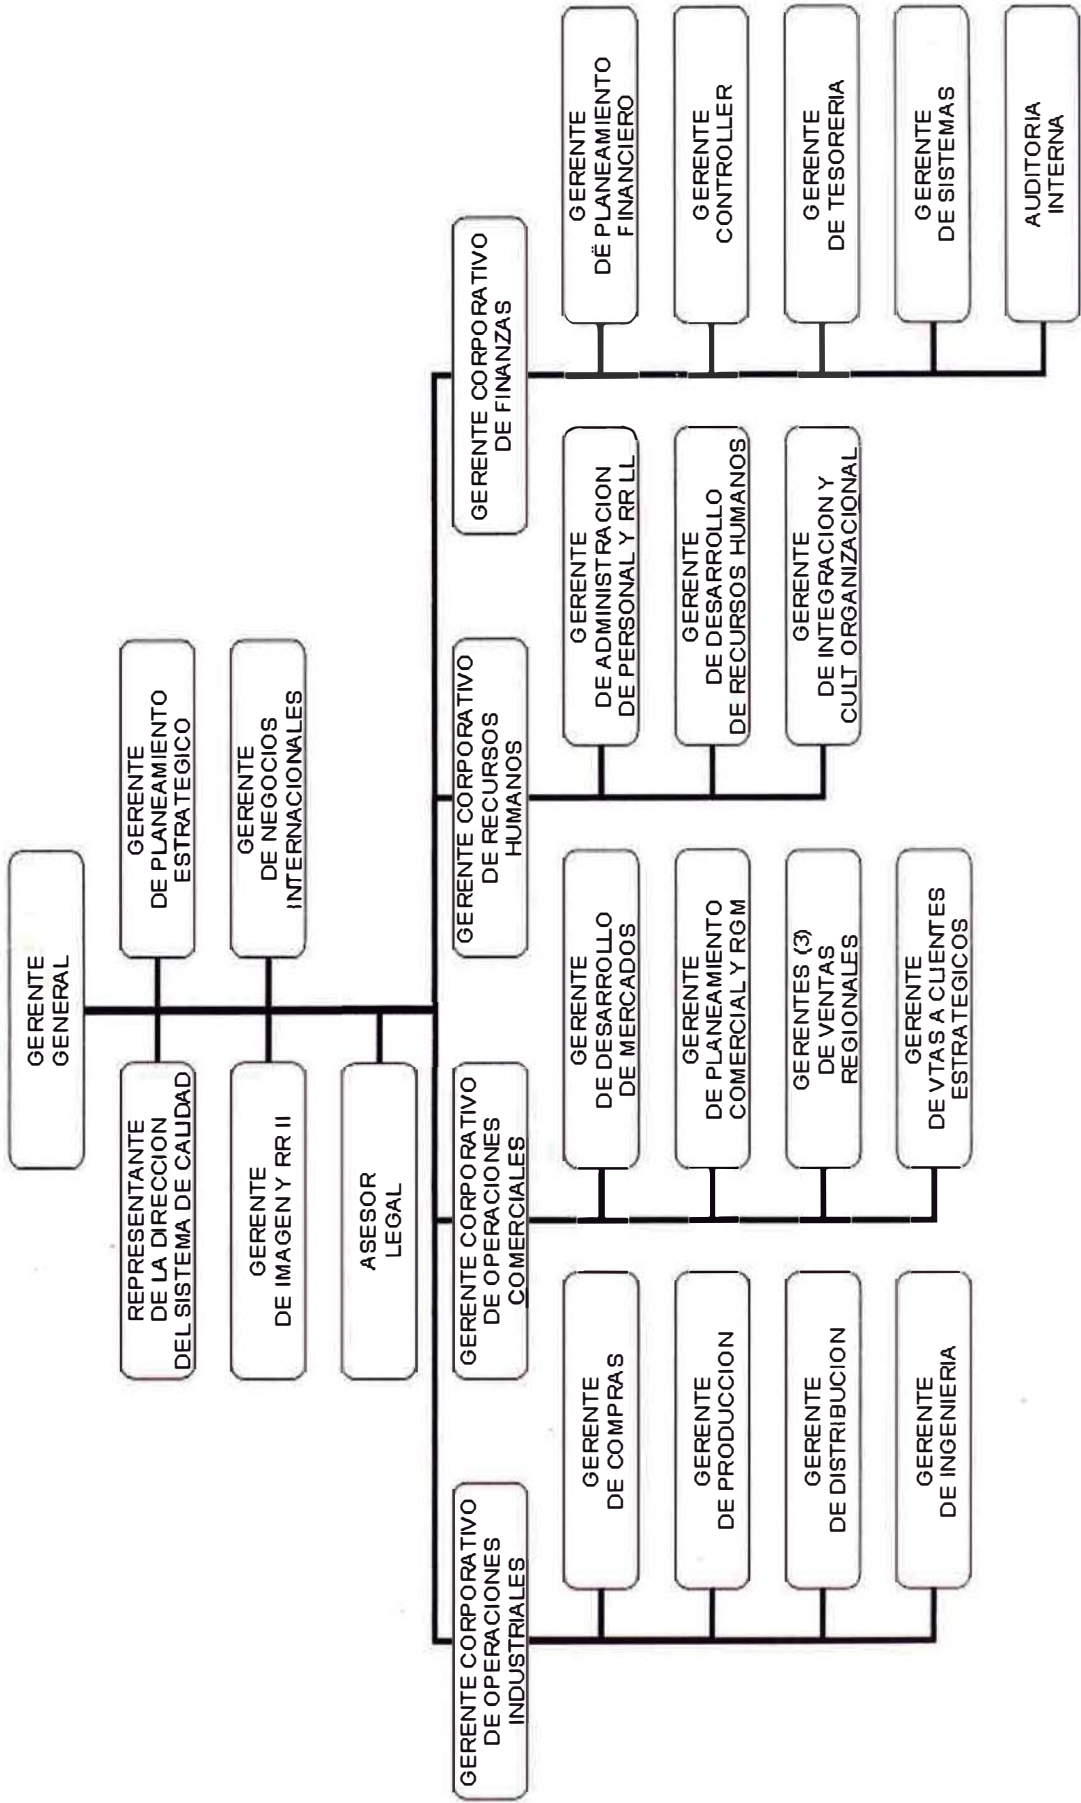 GERENTE
GENERAL
REPRESENTANTE
DE LA DIRECCION
DEL SISTEMA DE CALIDAD
GERENTE
DE PLANEAMIENTO
ESTRATEGICO
GERENTE
DE IMAGEN Y RR II
GERENTE
DE NEGOCIOS
INTERNACIONALES
ASESOR
LEGAL
GERENTE CORPORATIVO
DE OPERACIONES
INDUSTRIALES
GERENTE
DE COMPRAS
GERENTE
DE PRODUCCION
GERENTE
DE DISTRIBUCION
GERENTE
DE INGENIERIA
GERENTE CORPORATIVO
DE OPERACIONES
COMERCIALES
GERENTE
DE DESARROLLO
DE MERCADOS
GERENTE
DE PLANEAMIENTO
COMERCIAL Y RGM
GERENTES (3)
DE VENTAS
REGIONALES
GERENTE
DE VTAS A CLIENTES
ESTRATEGICOS
GERENTE CORPORATIVO
DE RECURSOS
HUMANOS
GERENTE
DE ADMINISTRACION
DE PERSONAL Y RR LL
GERENTE
DE DESARROLLO
DE RECURSOS HUMANOS
GERENTE
DE INTEGRACION Y
CULT ORGANIZACIONAL
GERENTE CORPORATIVO
DE FINANZAS
GERENTE
DE PLANEAMIENTO
FINANCIERO
GERENTE
CONTROLLER
GERENTE
DE TESORERIA
GERENTE
DE SISTEMAS
AUDITORIA
INTERNA